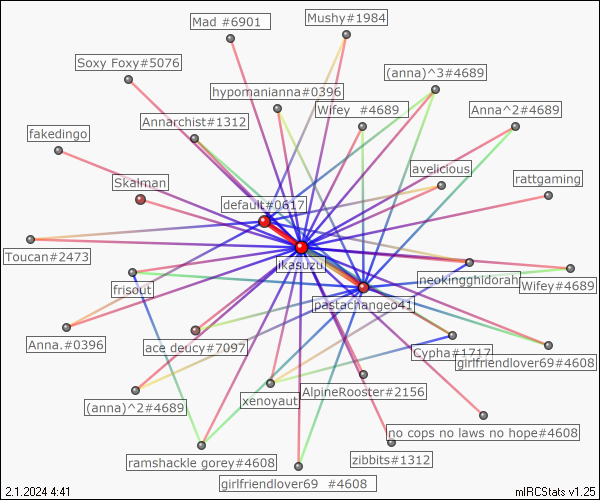 Mad #6901
Mushy#1984
Soxy Foxy#5076
(anna)^3#4689
hypomanianna#0396
Annarchist#1312
Wifey #4689
Anna^2#4689
fakedingo
avelicious
Skalman
rattgaming
default#0617
Toucan#2473
ikasuzu
neokingghidorah
Wifey#4689
frisout
pastachangeo41
Anna.#0396
ace deucy#7097
Cypha#1717
girlfriendlover69#4608
(anna)^2#4689
xenoyaut
AlpineRooster#2156
no cops no laws no hope#4608
ramshackle gorey#4608
zibbits#1312
girlfriendlover69 #4608
2.1.2024 4:41
mIRCStats v1.25